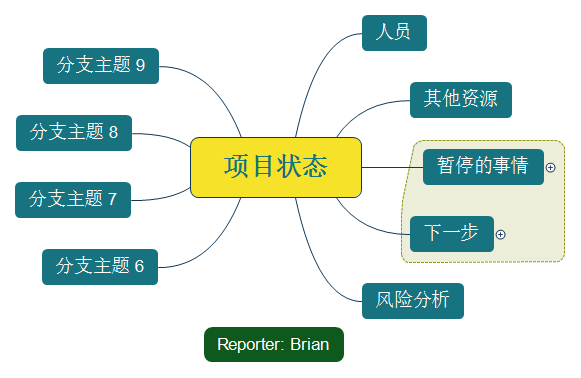 人员
分支主题 9
其他资源
分支主题 8
项目状态
暂停的事情
分支主题 7
下一步
分支主题 6
风险分析
Reporter: Brian